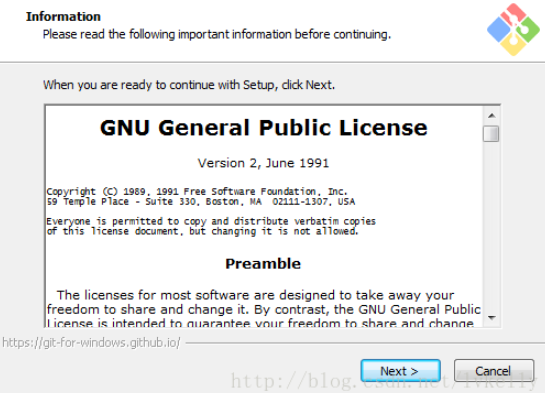 Information
Please read the following important information before continuing.
When you are ready to continue with Setup, click Next.
GNU General Public License
Version 2, June 1991
Copyright (C) 1989, 1991 Free Software Foundation, Inc.
59 Temple Place - Suite 330, Boston, MA  02111-1307, USA
Everyone is permitted to copy and distribute verbatim copies
of this license document, but changing it is not allowed.
Preamble
The licenses for most software are designed to take away your
freedom to share and change it. By contrast, the GNU General Public
License is intended to guarantee your freedom to share and change
https://git-for-windows.github.io/
Next >
Cancel
http://blog.csdn.net/lvkelly